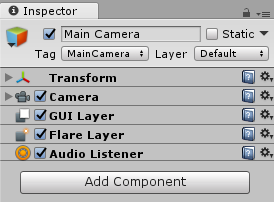 Inspector
Main Camera Static
Tag MainCamera Layer Default
Transform
Camera
GUI Layer
Flare Layer
Audio Listener
Add Component